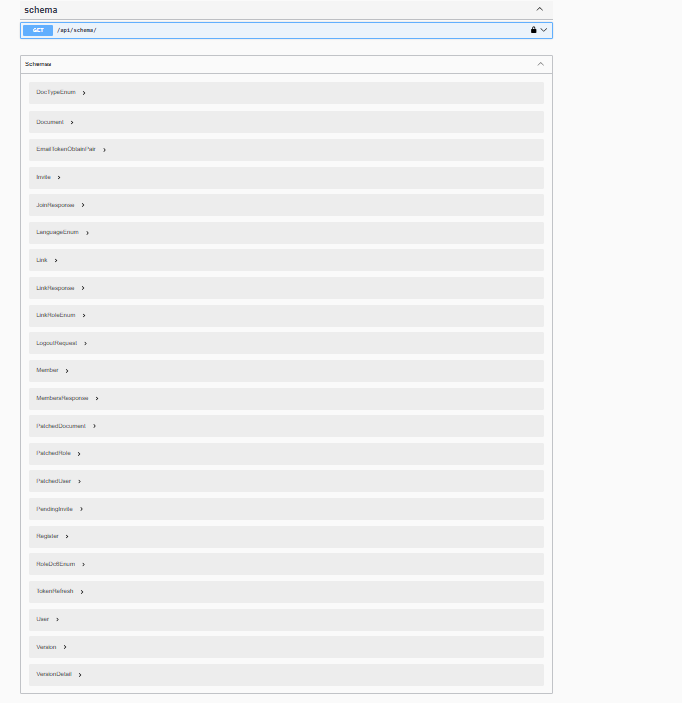 schema
GET /api/schema/
Schemas
DocTypeEnum
Document
EmailTokenObtainPair
Invite
JoinResponse
LanguageEnum
Link
LinkResponse
LinkRoleEnum
LogoutRequest
Member
MembersResponse
PatchedDocument
PatchedRole
PatchedUser
PendingInvite
Register
RoleDc6Enum
TokenRefresh
User
Version
VersionDetail